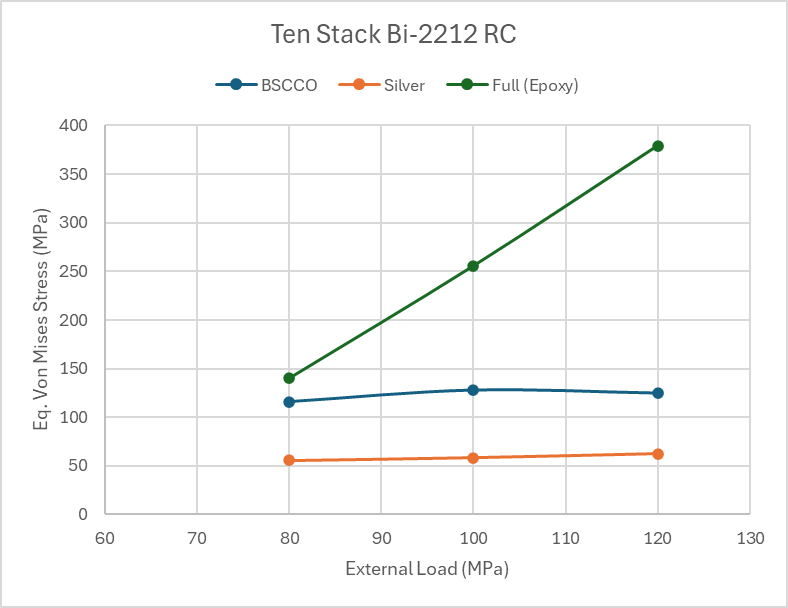 Ten Stack Bi-2212 RC
BSCCO Silver Full (Epoxy)
400
350
300
250
200
150
100
50
0
Eq. Von Mises Stress (MPa)
60 70 80 90 100 110 120 130
External Load (MPa)